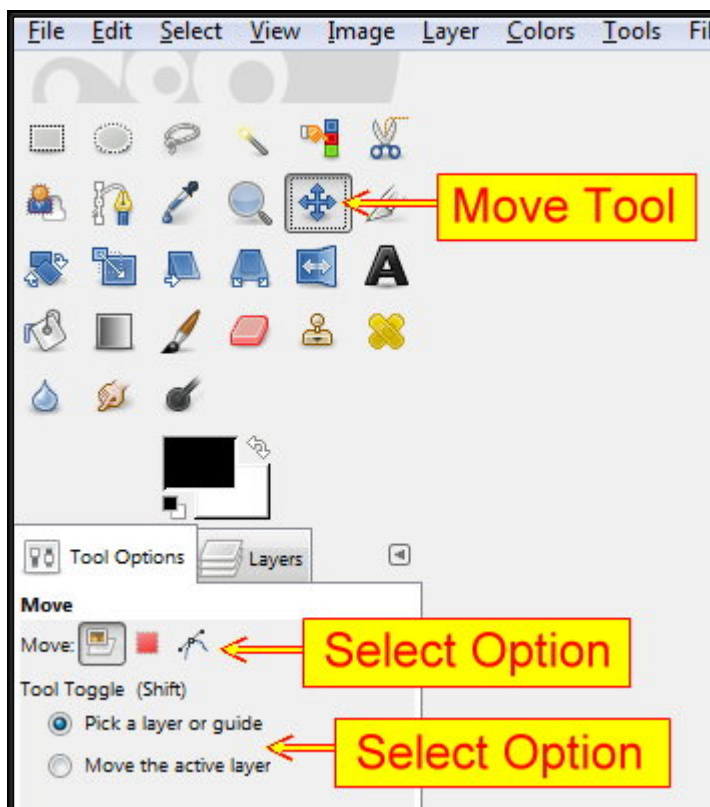 File Edit Select View Image Layer Colors Tools Fil
Move Tool
A
Tool Options Layers
Move
Move:
Select Option
Tool Toggle (Shift)
Pick a layer or guide
Select Option
Move the active layer